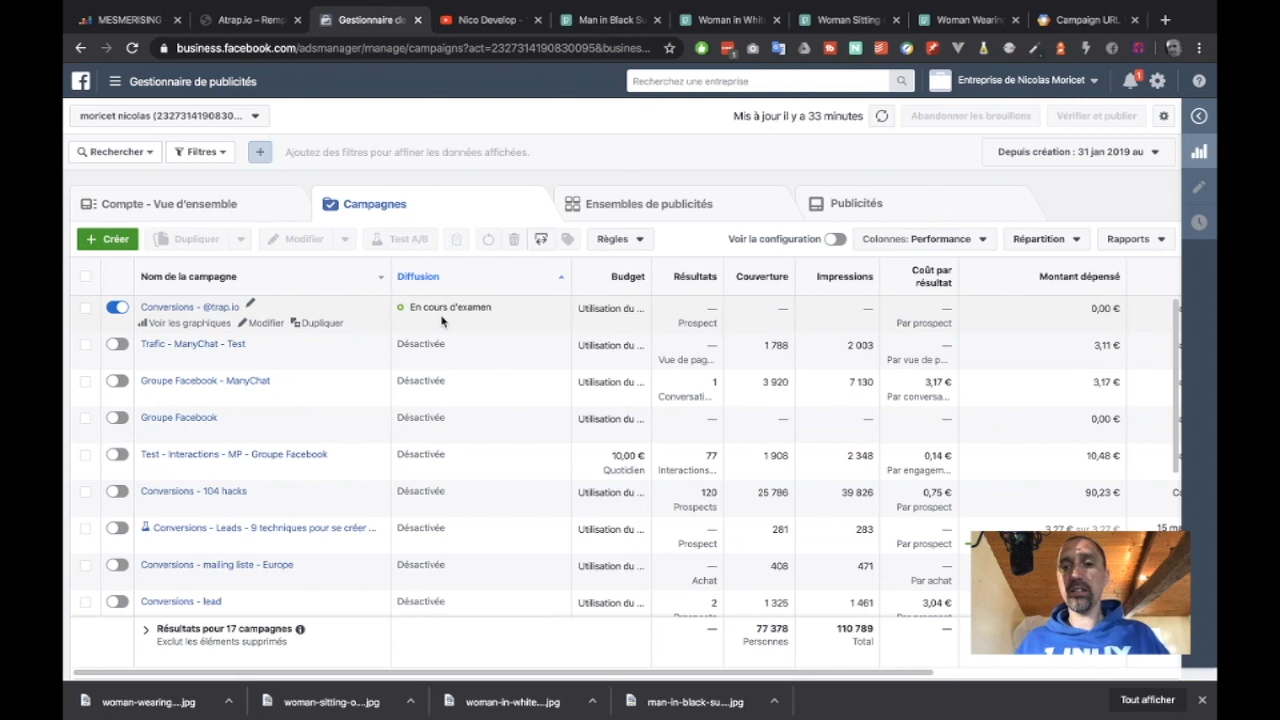 MESMERISING
Atrap.io – Remp
Gestionnaire de
Nico Develop -
Man in Black Su
Woman in Whit
Woman Sitting
Woman Wearin
Campaign URL
business.facebook.com/adsmanager/manage/campaigns?act=2327314190830095&busines...
Gestionnaire de publicités
Recherchez une entreprise
Entreprise de Nicolas Moricet
1
moricet nicolas (2327314190830...
Mis à jour il y a 33 minutes
Abandonner les brouillons
Vérifier et publier
Rechercher
Filtres
Ajoutez des filtres pour affiner les données affichées.
Depuis création : 31 jan 2019 au
Compte - Vue d'ensemble
Campagnes
Ensembles de publicités
Publicités
+ Créer
Dupliquer
Modifier
Test A/B
Règles
Voir la configuration
Colonnes: Performance
Répartition
Rapports
Nom de la campagne
Diffusion
Budget
Résultats
Couverture
Impressions
Coût par résultat
Montant dépensé
Conversions - @trap.io
En cours d'examen
Utilisation du ...
—
—
—
—
0,00 €
Voir les graphiques
Modifier
Dupliquer
Prospect
Par prospect
Trafic - ManyChat - Test
Désactivée
Utilisation du ...
—
1 788
2 003
—
3,11 €
Vue de pag...
Par vue de p...
Groupe Facebook - ManyChat
Désactivée
Utilisation du ...
1
3 920
7 130
3,17 €
3,17 €
Conversati...
Par conversa...
Groupe Facebook
Désactivée
Utilisation du ...
—
—
—
—
0,00 €
Test - Interactions - MP - Groupe Facebook
Désactivée
10,00 €
77
1 908
2 348
0,14 €
10,48 €
Quotidien
Interactions...
Par engagem...
Conversions - 104 hacks
Désactivée
Utilisation du ...
120
25 786
39 826
0,75 €
90,23 €
Prospects
Par prospect
Conversions - Leads - 9 techniques pour se créer ...
Désactivée
Utilisation du ...
—
281
283
—
3,27 € sur 3,27 €
15 ma
Prospect
Par prospect
Conversions - mailing liste - Europe
Désactivée
Utilisation du ...
—
408
471
—
Achat
Par achat
Conversions - lead
Désactivée
Utilisation du ...
2
1 325
1 461
3,04 €
Résultats pour 17 campagnes
—
77 378
110 789
—
Exclut les éléments supprimés
Personnes
Total
LINUX
woman-wearing....jpg
woman-sitting-o....jpg
woman-in-white....jpg
man-in-black-su....jpg
Tout afficher